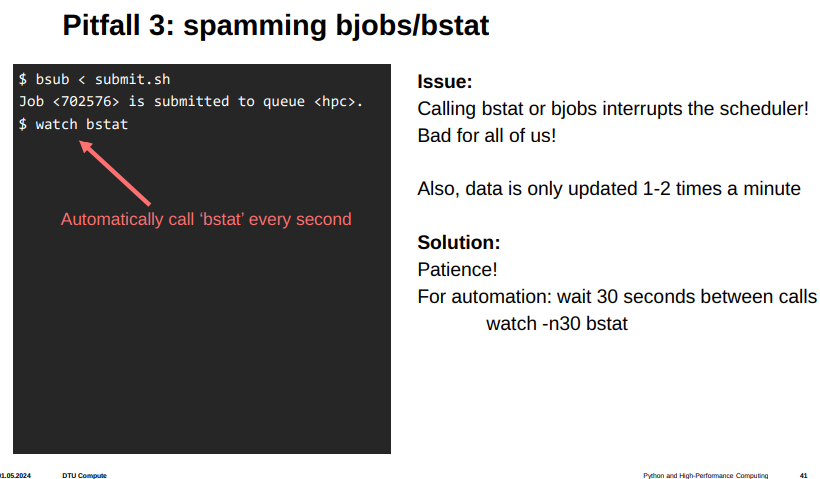 Pitfall 3: spamming bjobs/bstat
$ bsub < submit.sh
Job <702576> is submitted to queue <hpc>.
$ watch bstat
Automatically call ‘bstat’ every second
Issue:
Calling bstat or bjobs interrupts the scheduler!
Bad for all of us!
Also, data is only updated 1-2 times a minute
Solution:
Patience!
For automation: wait 30 seconds between calls
watch -n30 bstat
01.05.2024 DTU Compute Python and High-Performance Computing 41